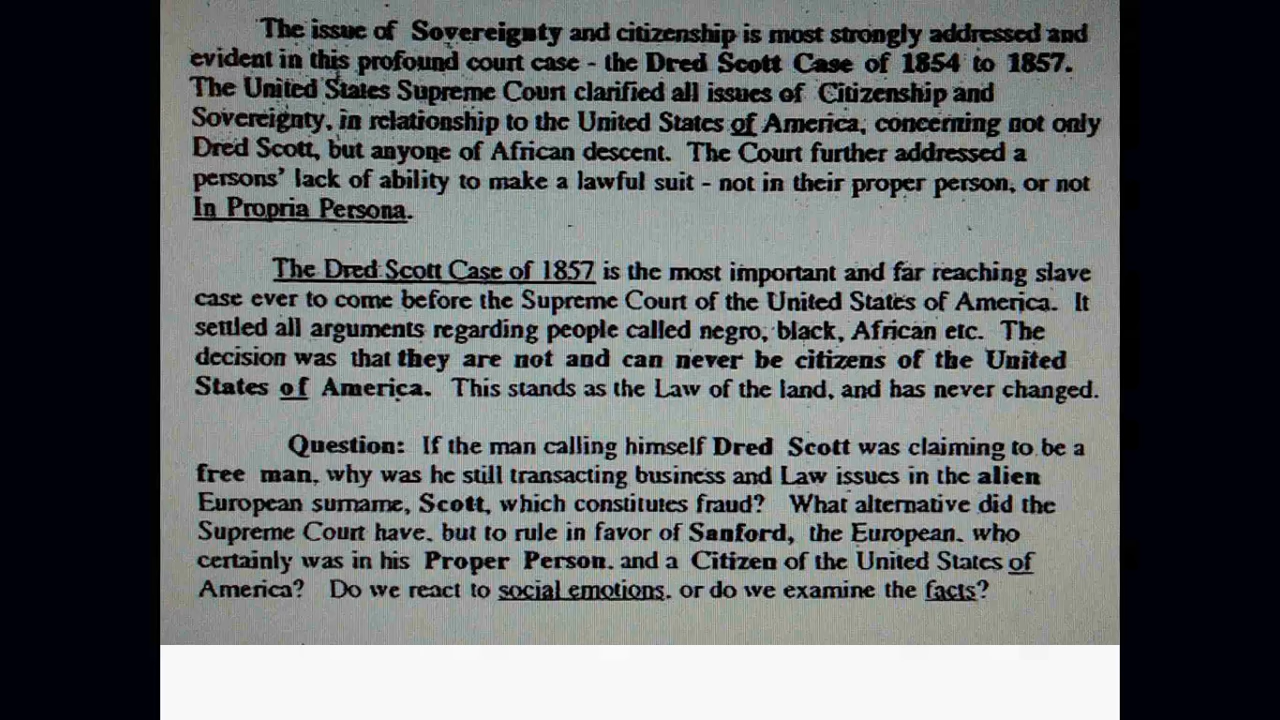 The issue of Sovereignty and citizenship is most strongly addressed and
evident in this profound court case - the Dred Scott Case of 1854 to 1857.
The United States Supreme Court clarified all issues of Citizenship and
Sovereignty, in relationship to the United States of America, concerning not only
Dred Scott, but anyone of African descent. The Court further addressed a
persons' lack of ability to make a lawful suit - not in their proper person, or not
In Propria Persona.
The Dred Scott Case of 1857 is the most important and far reaching slave
case ever to come before the Supreme Court of the United States of America. It
settled all arguments regarding people called negro, black, African etc. The
decision was that they are not and can never be citizens of the United
States of America. This stands as the Law of the land, and has never changed.
Question: If the man calling himself Dred Scott was claiming to be a
free man, why was he still transacting business and Law issues in the alien
European surname, Scott, which constitutes fraud? What alternative did the
Supreme Court have, but to rule in favor of Sanford, the European, who
certainly was in his Proper Person, and a Citizen of the United States of
America? Do we react to social emotions, or do we examine the facts?